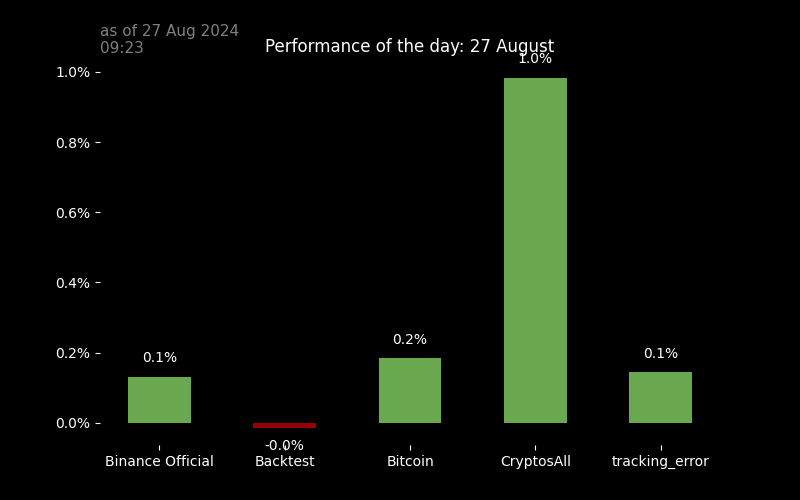 as of 27 Aug 2024
09:23
Performance of the day: 27 August
1.0%
1.0%
0.8%
0.6%
0.4%
0.2%
0.2%
0.1%
0.1%
0.0%
-0.0%
Binance Official
Backtest
Bitcoin
CryptosAll
tracking_error